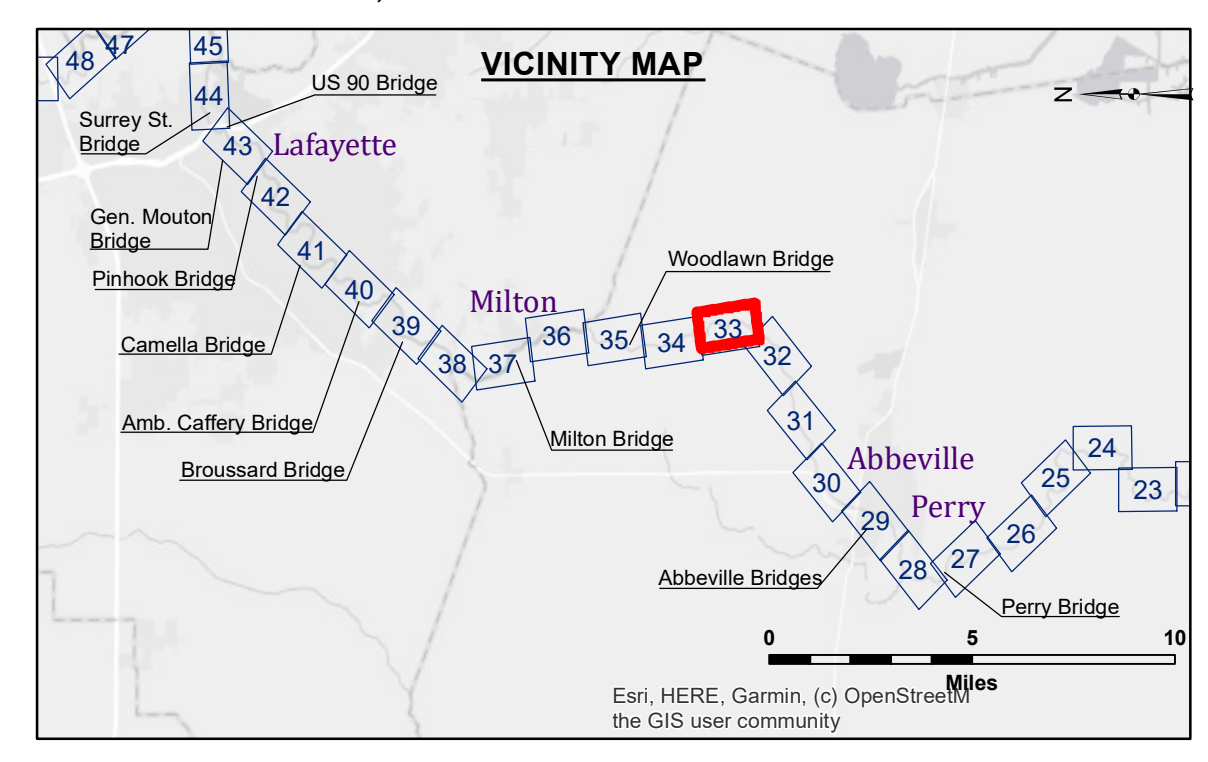 VICINITY MAP
47
48
45
44
US 90 Bridge
N
Surrey St.
Bridge
43
Lafayette
42
Gen. Mouton
Bridge
Pinhook Bridge
41
Woodlawn Bridge
40
Milton
39
36
35
34
33
32
Camella Bridge
38
37
31
Amb. Caffery Bridge
Milton Bridge
Broussard Bridge
Abbeville
30
24
25
23
Perry
29
26
28
27
Abbeville Bridges
Perry Bridge
0
5
10
Miles
Esri, HERE, Garmin, (c) OpenStreetM
the GIS user community